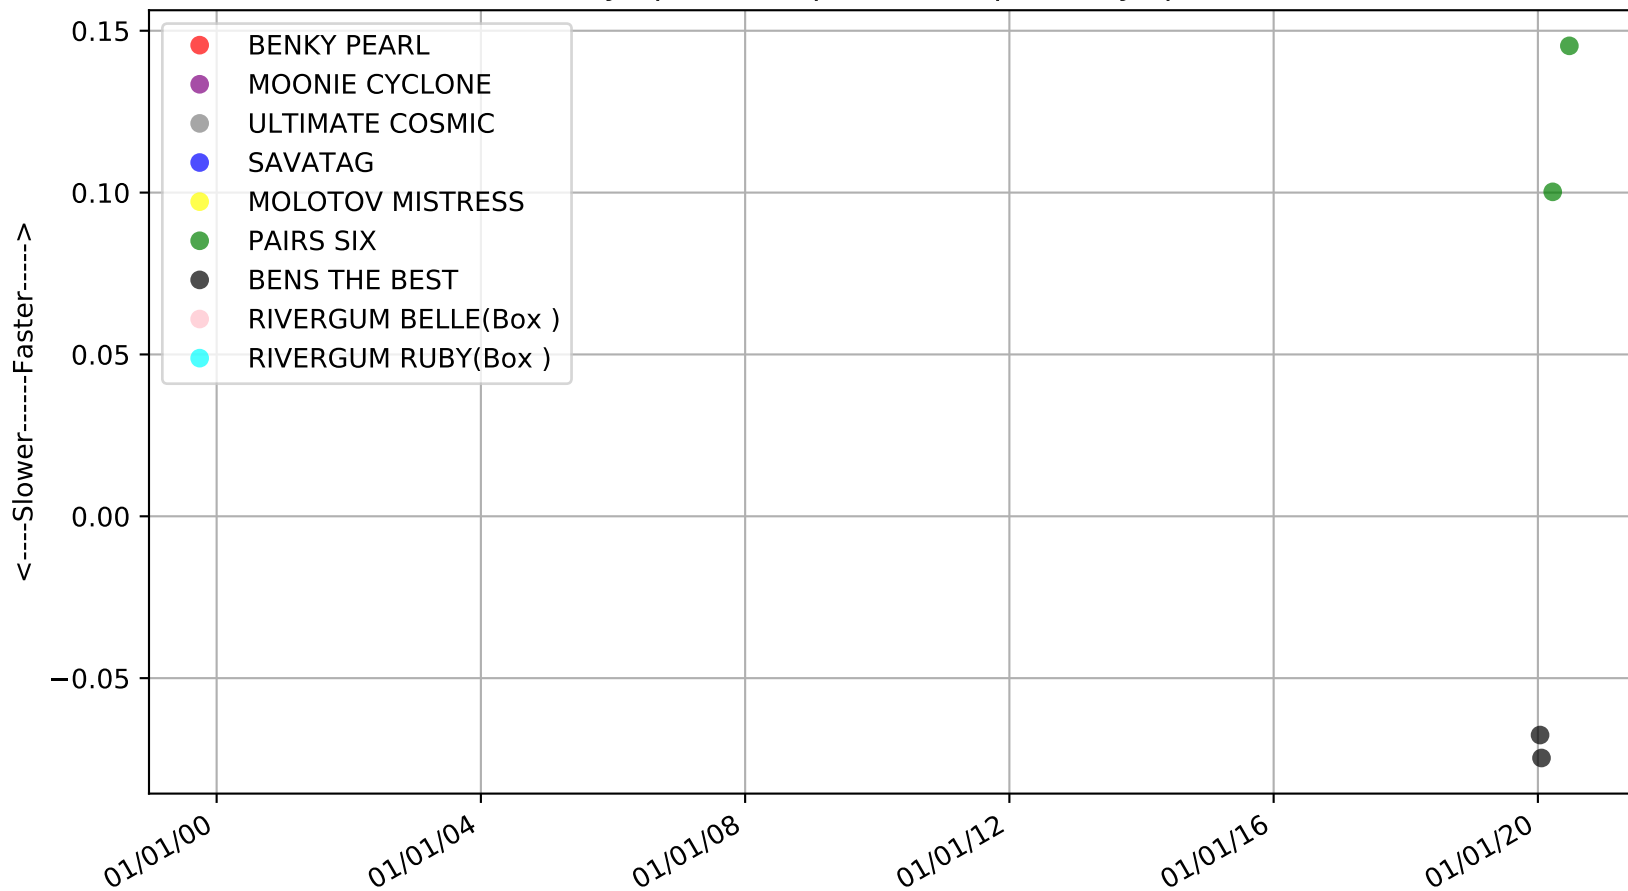 0.15
0.10
0.05
0.00
−0.05
<----Slower------Faster----->
BENKY PEARL
MOONIE CYCLONE
ULTIMATE COSMIC
SAVATAG
MOLOTOV MISTRESS
PAIRS SIX
BENS THE BEST
RIVERGUM BELLE(Box )
RIVERGUM RUBY(Box )
01/01/00
01/01/04
01/01/08
01/01/12
01/01/16
01/01/20